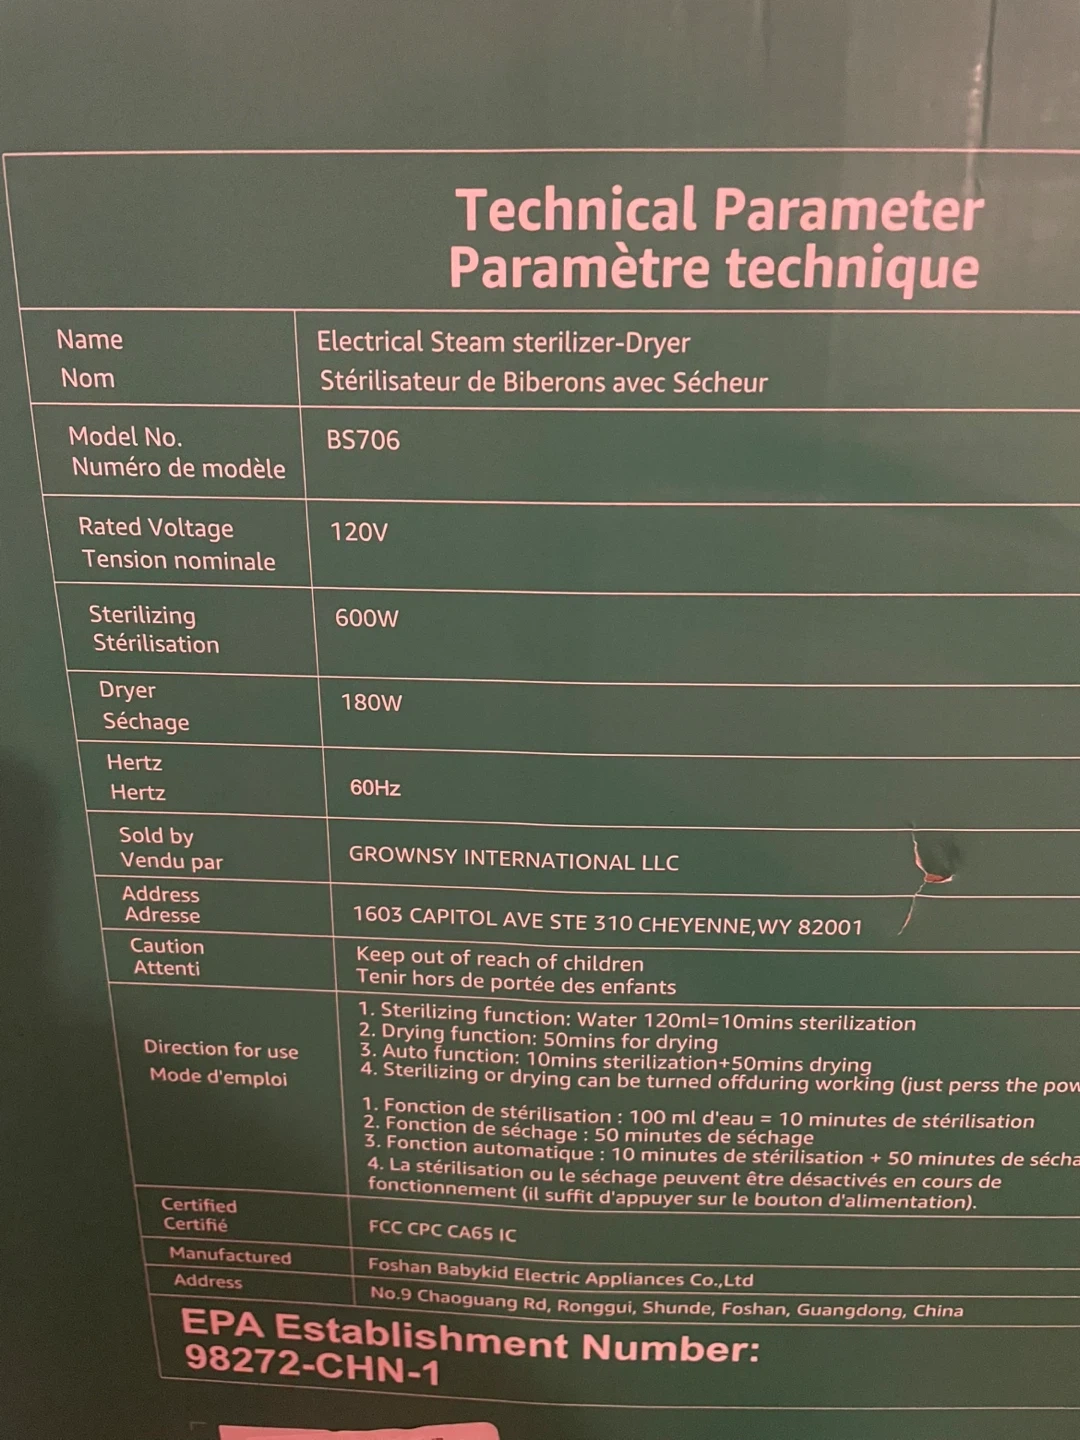 Technical Parameter
Paramètre technique
Name
Nom
Electrical Steam sterilizer-Dryer
Stérilisateur de Biberons avec Sécheur
Model No.
Numéro de modèle
BS706
Rated Voltage
Tension nominale
120V
Sterilizing
Stérilisation
600W
Dryer
Séchage
180W
Hertz
Hertz
60Hz
Sold by
Vendu par
GROWNSY INTERNATIONAL LLC
Address
Adresse
1603 CAPITOL AVE STE 310 CHEYENNE,WY 82001
Caution
Attenti
Keep out of reach of children
Tenir hors de portée des enfants
Direction for use
Mode d'emploi
1. Sterilizing function: Water 120ml=10mins sterilization
2. Drying function: 50mins for drying
3. Auto function: 10mins sterilization+50mins drying
4. Sterilizing or drying can be turned offduring working (just perss the pow
1. Fonction de stérilisation : 100 ml d'eau = 10 minutes de stérilisation
2. Fonction de séchage : 50 minutes de séchage
3. Fonction automatique : 10 minutes de stérilisation + 50 minutes de sécha
4. La stérilisation ou le séchage peuvent être désactivés en cours de
fonctionnement (il suffit d'appuyer sur le bouton d'alimentation).
Certified
Certifié
FCC CPC CA65 IC
Manufactured
Foshan Babykid Electric Appliances Co.,Ltd
Address
No.9 Chaoguang Rd, Ronggui, Shunde, Foshan, Guangdong, China
EPA Establishment Number:
98272-CHN-1